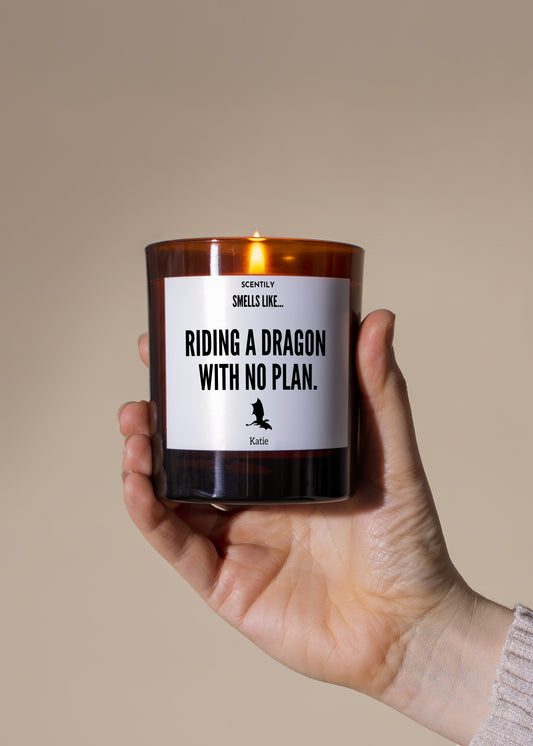 SCENTILY
SMELLS LIKE...
RIDING A DRAGON
WITH NO PLAN.
Katie